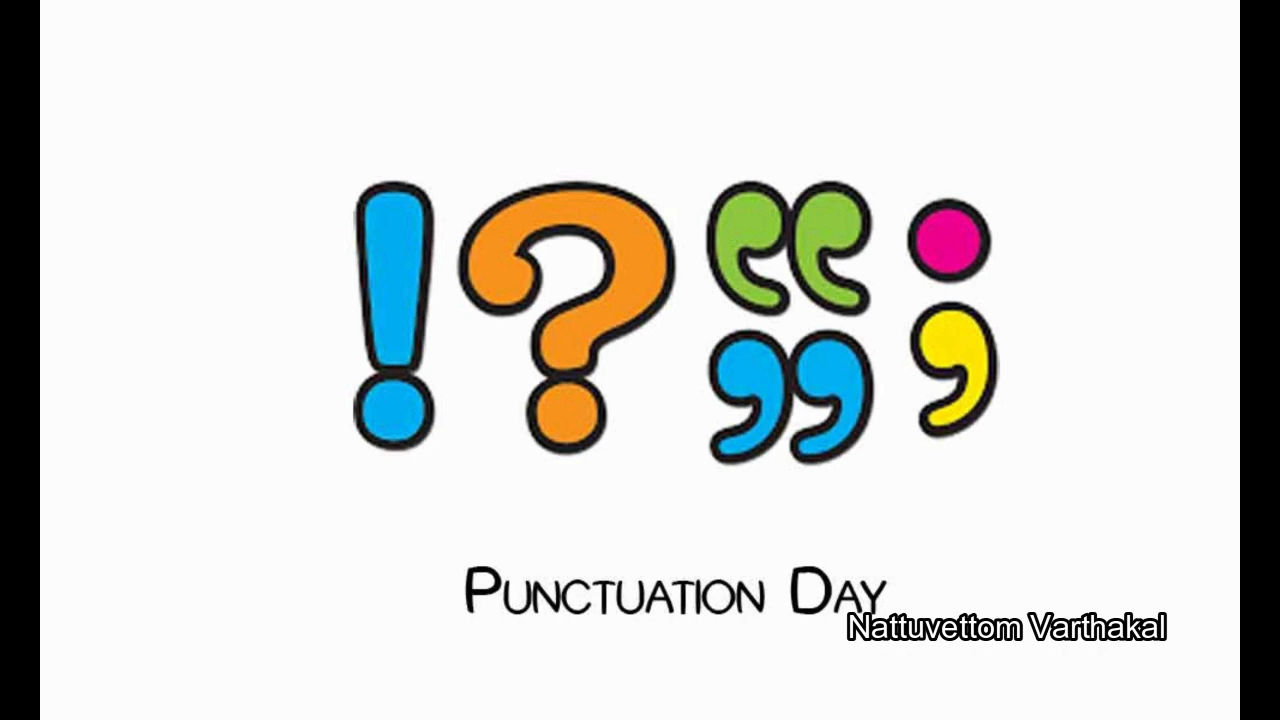 ! ? “ ;
”
Punctuation Day
Nattuvettom Varthakal